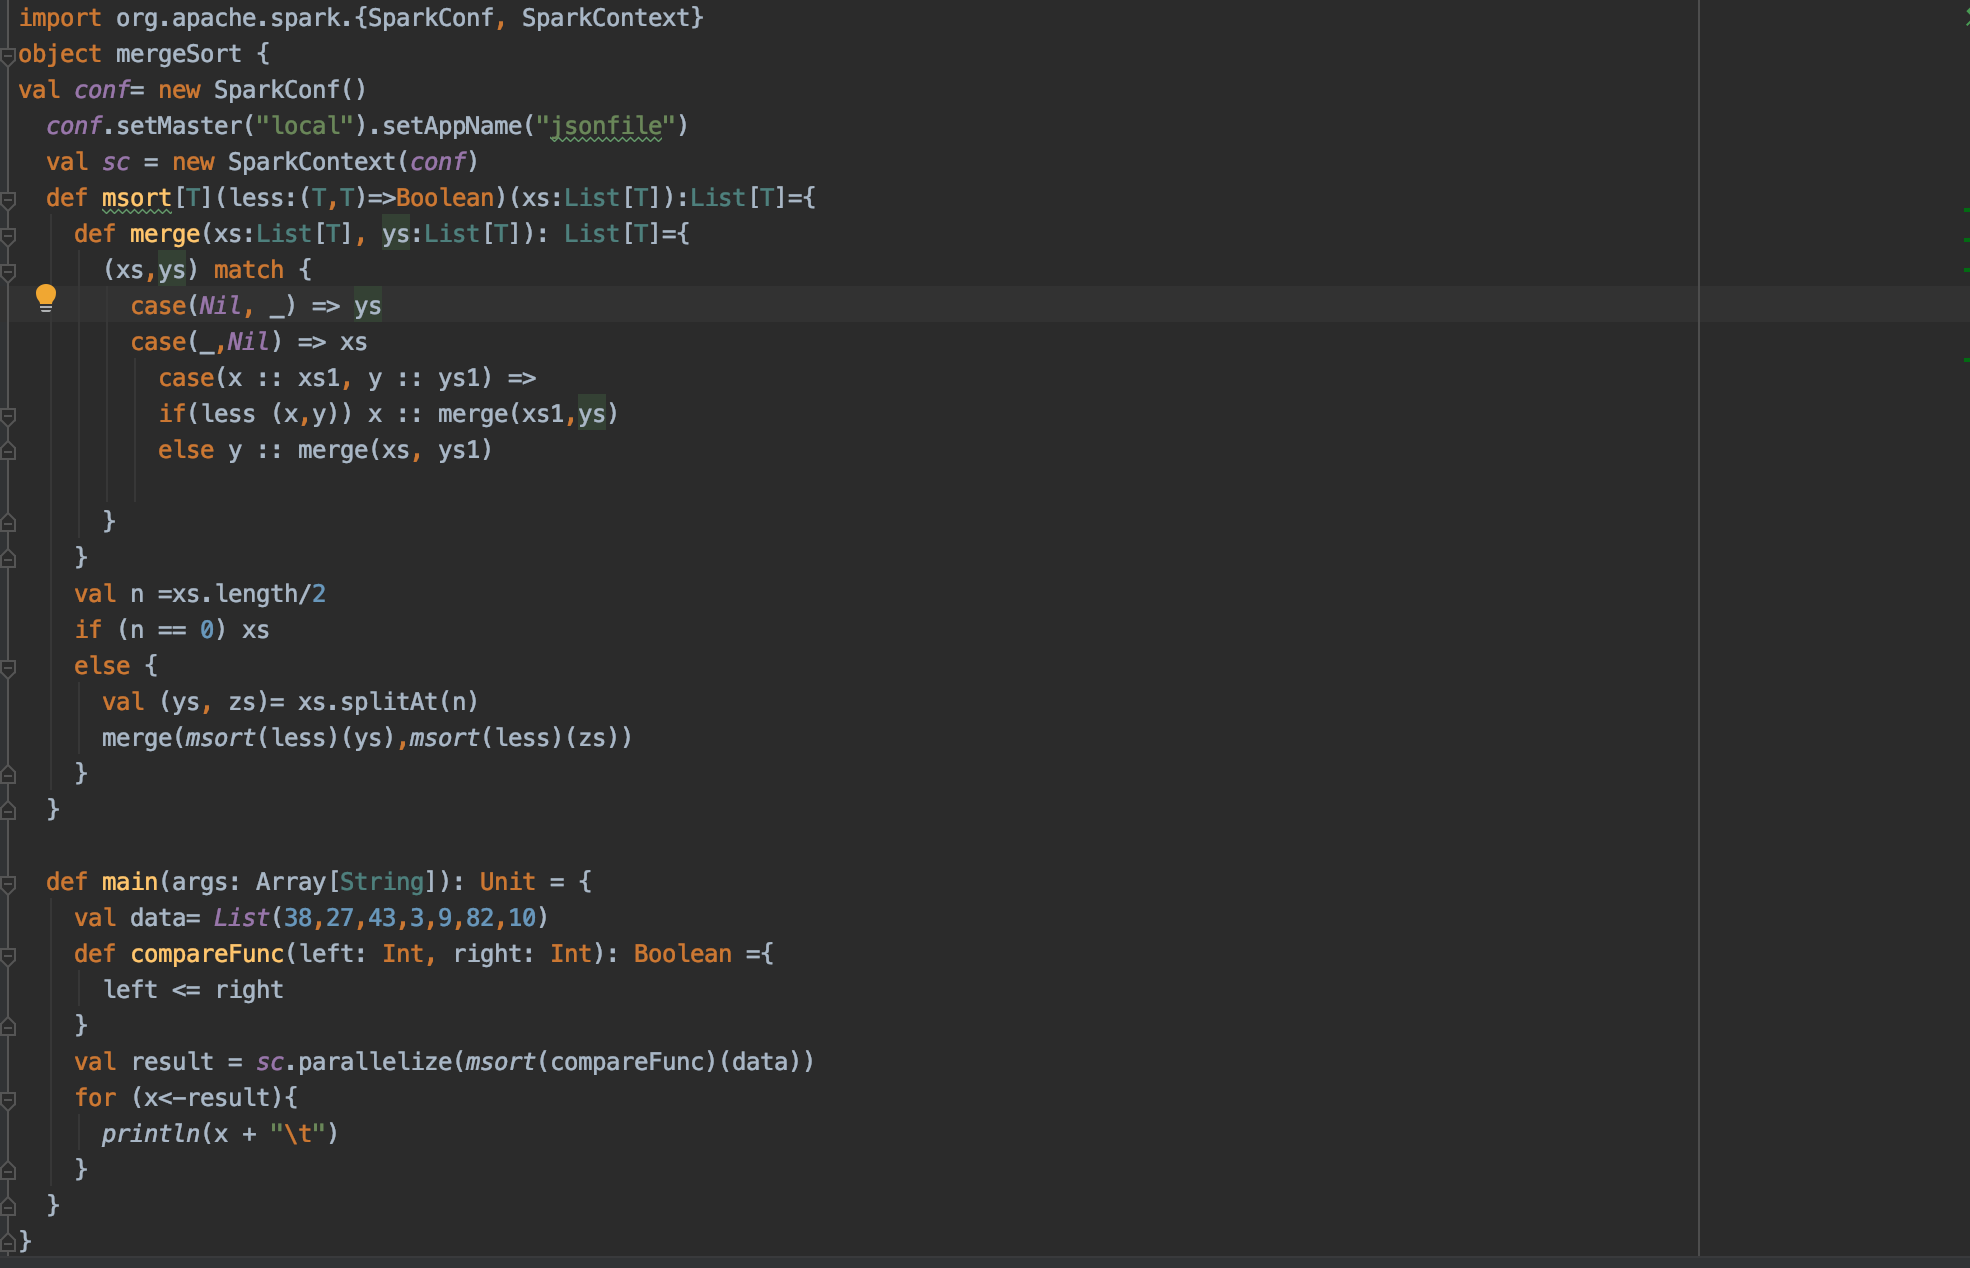 import org.apache.spark.{SparkConf, SparkContext}
object mergeSort {
val conf= new SparkConf()
  conf.setMaster("local").setAppName("jsonfile")
  val sc = new SparkContext(conf)
  def msort[T](less:(T,T)=>Boolean)(xs:List[T]):List[T]={
    def merge(xs:List[T], ys:List[T]): List[T]={
      (xs,ys) match {
        case(Nil, _) => ys
        case(_,Nil) => xs
          case(x :: xs1, y :: ys1) =>
          if(less (x,y)) x :: merge(xs1,ys)
          else y :: merge(xs, ys1)

      }
    }
    val n =xs.length/2
    if (n == 0) xs
    else {
      val (ys, zs)= xs.splitAt(n)
      merge(msort(less)(ys),msort(less)(zs))
    }
  }

  def main(args: Array[String]): Unit = {
    val data= List(38,27,43,3,9,82,10)
    def compareFunc(left: Int, right: Int): Boolean ={
      left <= right
    }
    val result = sc.parallelize(msort(compareFunc)(data))
    for (x<-result){
      println(x + "\t")
    }
  }
}